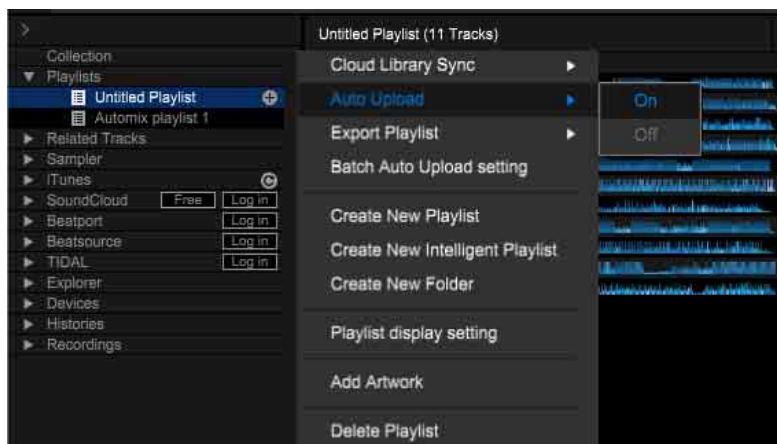 Collection
Playlists
Untitled Playlist
Automix playlist 1
Related Tracks
Sampler
iTunes
SoundCloud Free Log in
Beatport Log in
Beatsource Log in
TIDAL Log in
Explorer
Devices
Histories
Recordings
Untitled Playlist (11 Tracks)
Cloud Library Sync
Auto Upload
Export Playlist
Batch Auto Upload setting
Create New Playlist
Create New Intelligent Playlist
Create New Folder
Playlist display setting
Add Artwork
Delete Playlist
On
Off